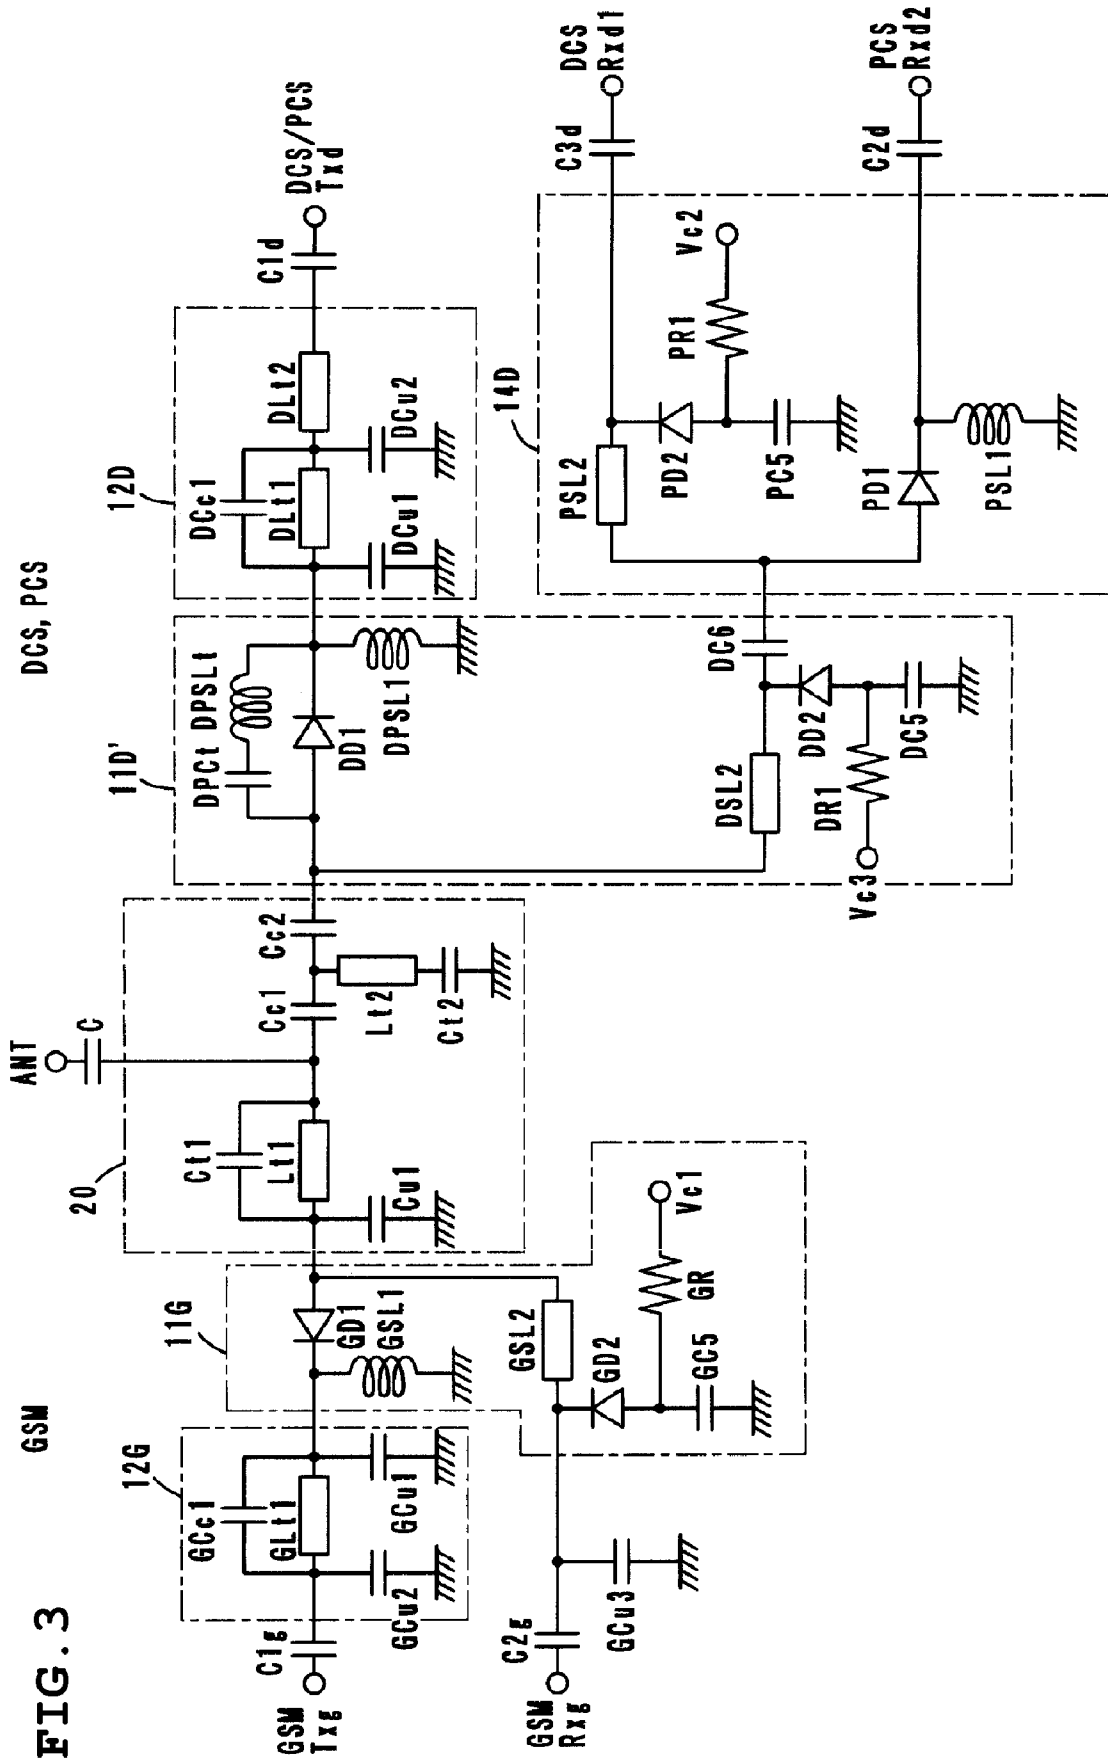 FIG. 3
GSM
DCS, PCS
ANT
C
20
Ct1
Lt1
Cu1
Cc1
Cc2
Lt2
Ct2
11G
GD1
GSL1
GSL2
GD2
GC5
GR
Vc1
12G
GCc1
GLt1
GCu1
GCu2
C1g
GSM
Txg
C2g
GCu3
GSM
Rxg
11D'
DPCt
DPSLt
DD1
DPSL1
DSL2
DC6
DD2
DR1
DC5
Vc3
12D
DCc1
DLt1
DLt2
DCu1
DCu2
C1d
DCS/PCS
Txd
14D
PSL2
PD2
PR1
Vc2
PC5
PD1
PSL1
C3d
DCS
Rxd1
C2d
PCS
Rxd2